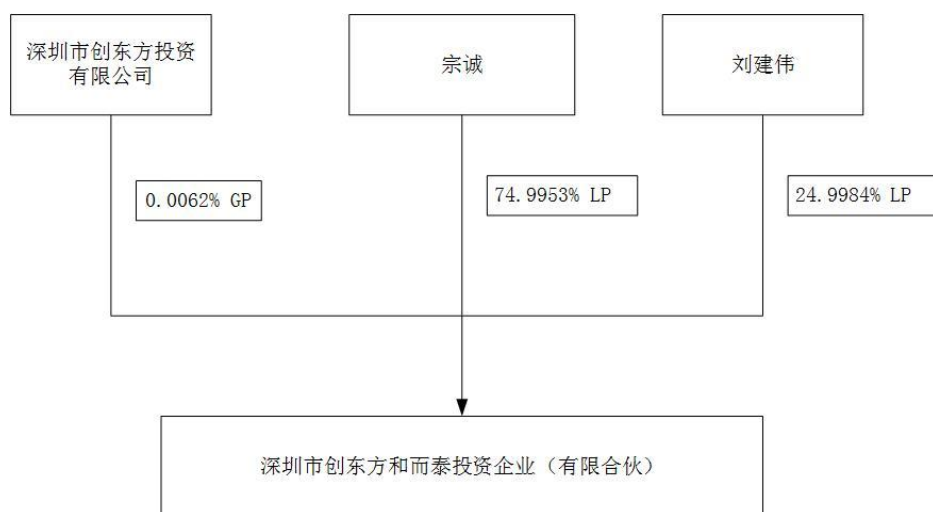 深圳市创东方投资
有限公司
宗诚
刘建伟
0.0062% GP
74.9953% LP
24.9984% LP
深圳市创东方和而泰投资企业（有限合伙）